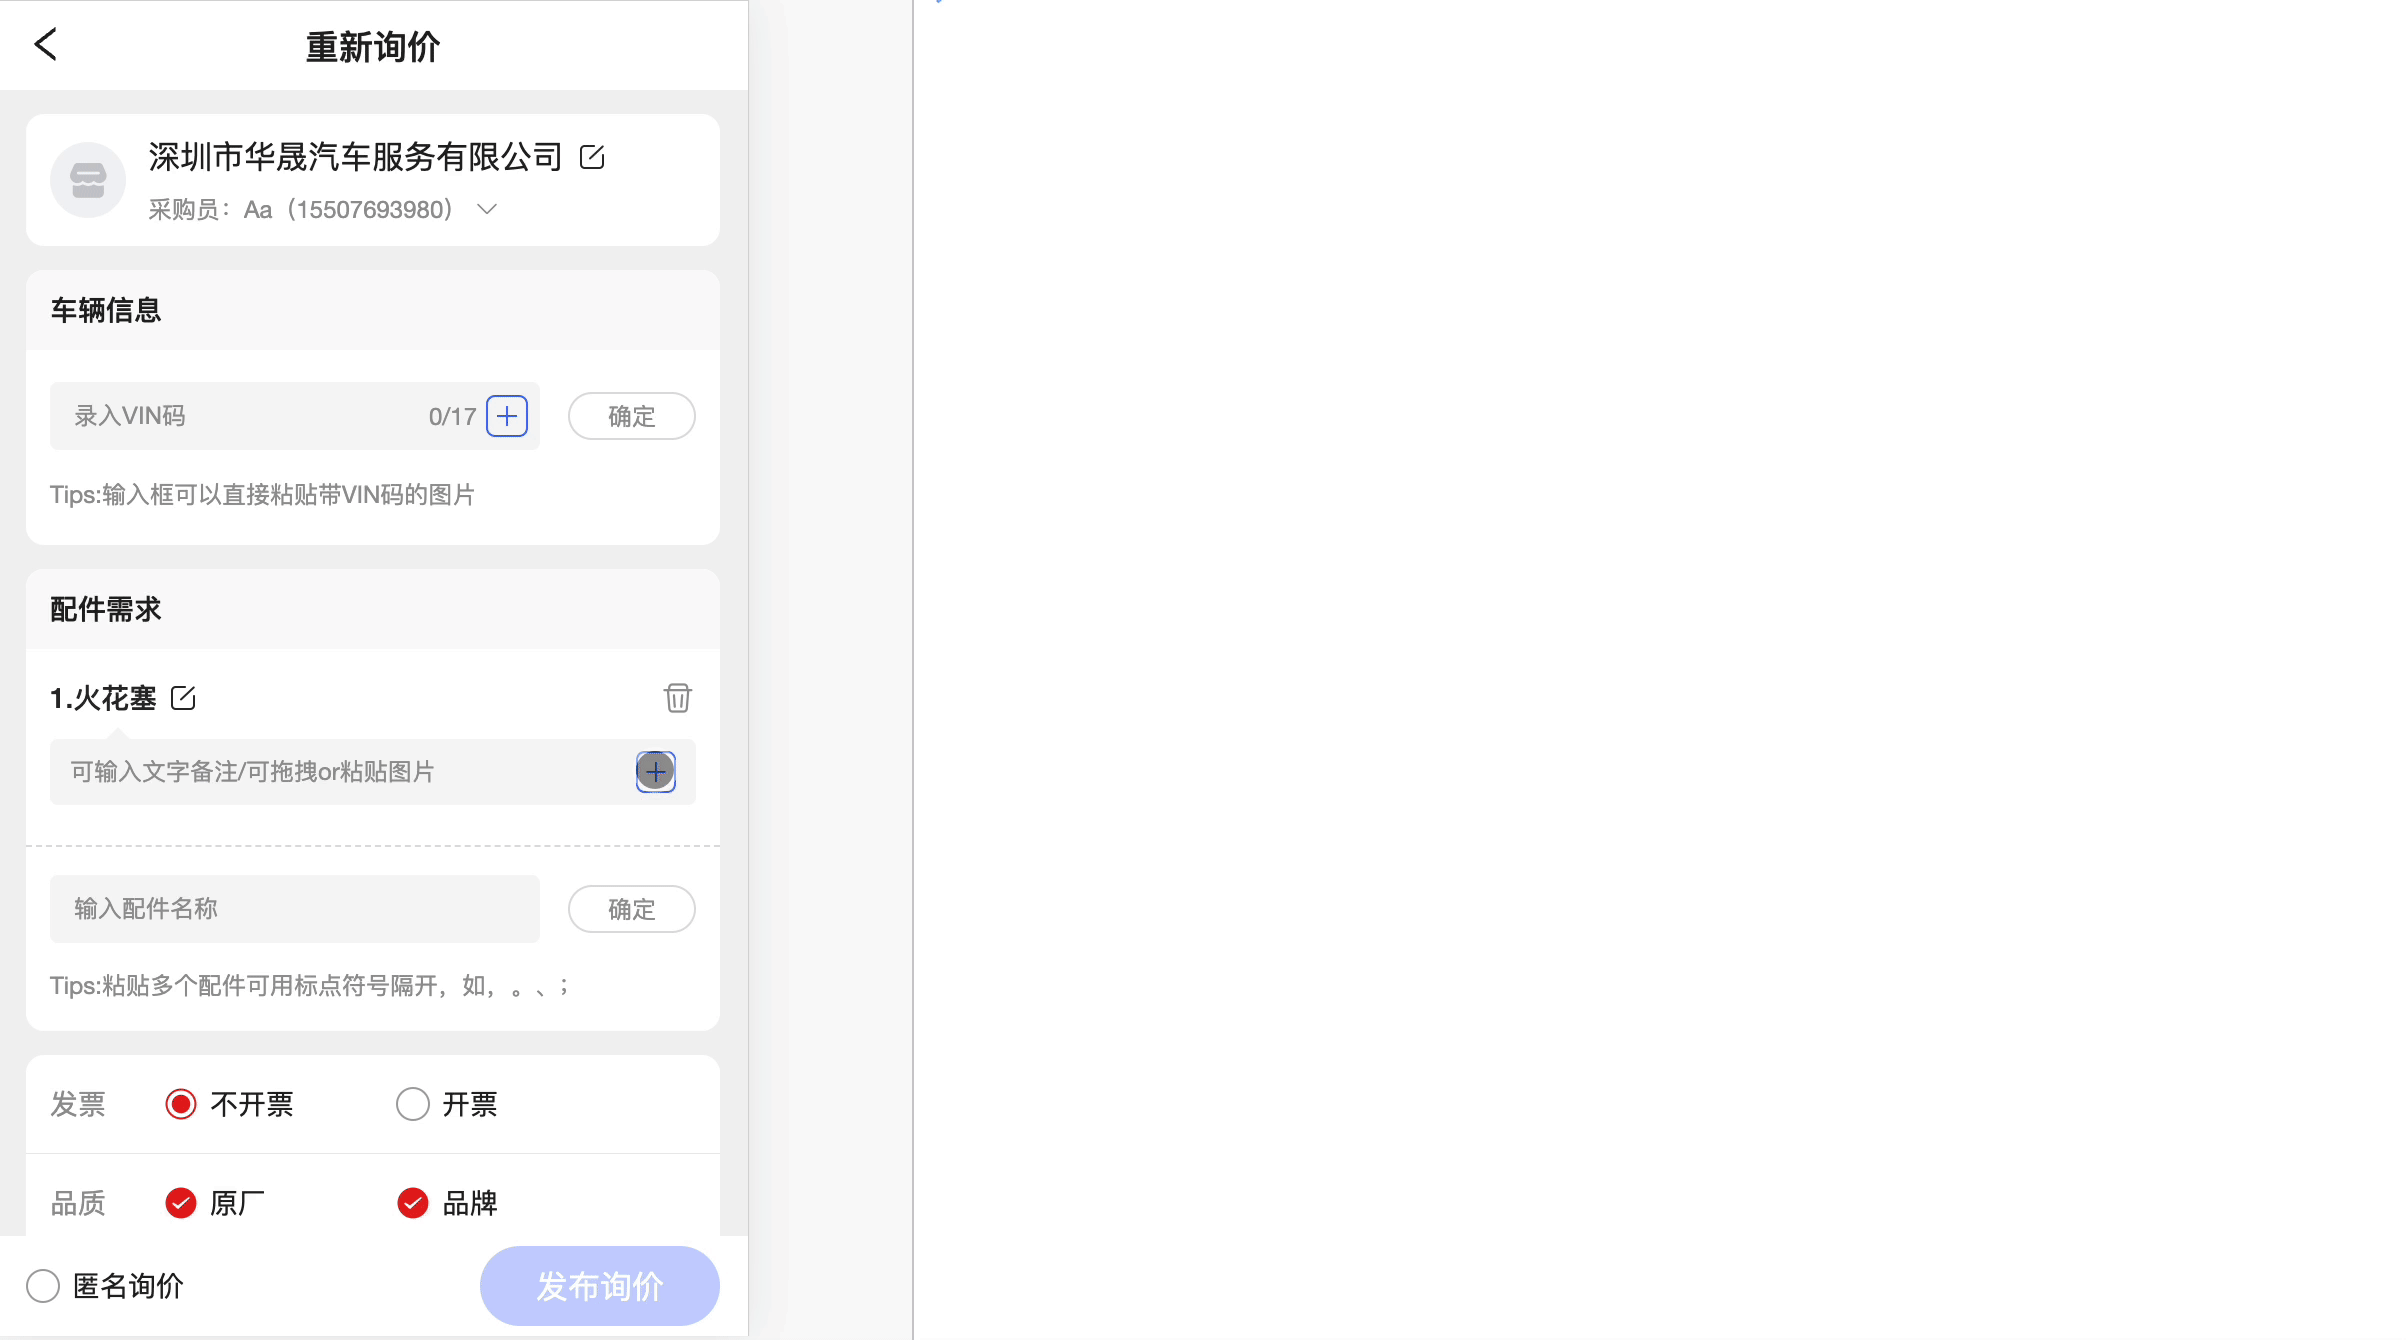 重新询价
深圳市华晟汽车服务有限公司
采购员：Aa（15507693980）
车辆信息
录入VIN码 0/17 确定
Tips:输入框可以直接粘贴带VIN码的图片
配件需求
1.火花塞
可输入文字备注/可拖拽or粘贴图片
输入配件名称 确定
Tips:粘贴多个配件可用标点符号隔开，如，。、；
发票 不开票 开票
品质 原厂 品牌
匿名询价 发布询价